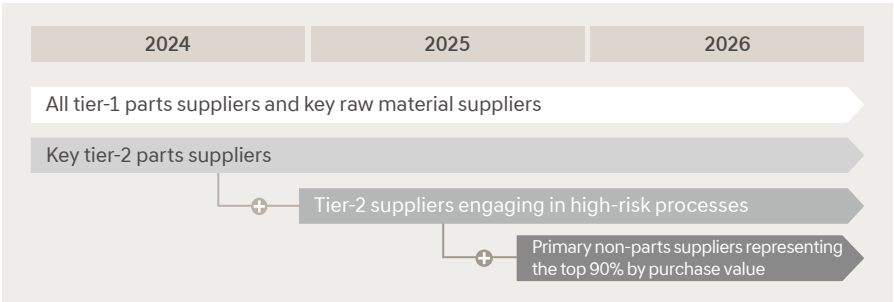 2024
2025
2026
All tier-1 parts suppliers and key raw material suppliers
Key tier-2 parts suppliers
Tier-2 suppliers engaging in high-risk processes
Primary non-parts suppliers representing
the top 90% by purchase value